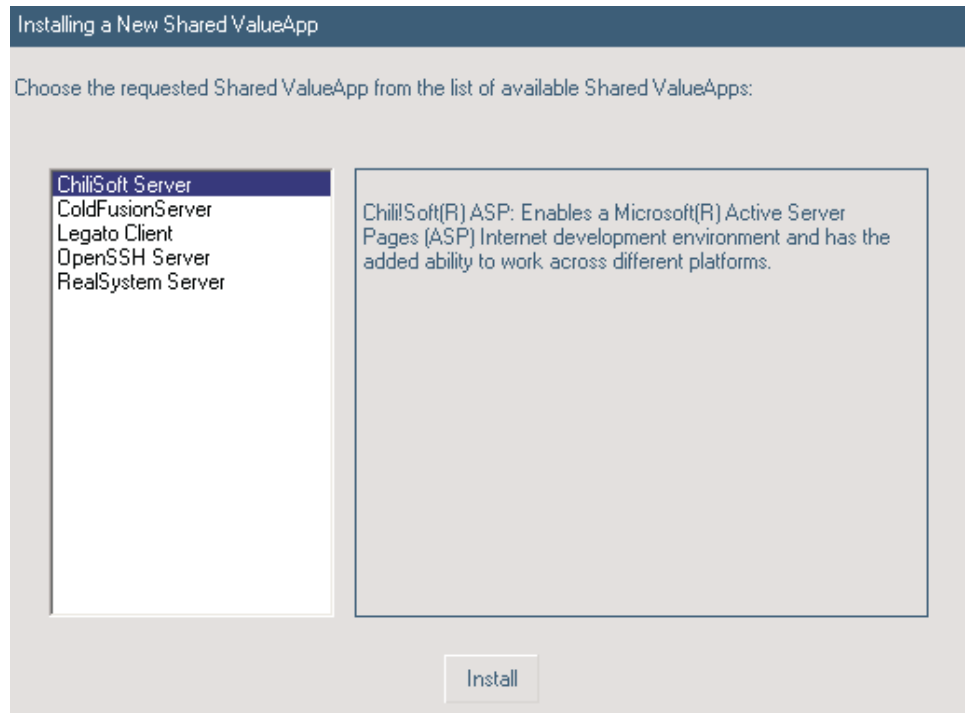 Installing a New Shared ValueApp
Choose the requested Shared ValueApp from the list of available Shared ValueApps:
ChiliSoft Server
ColdFusionServer
Legato Client
OpenSSH Server
RealSystem Server
Chili!Soft(R) ASP: Enables a Microsoft(R) Active Server
Pages (ASP) Internet development environment and has the
added ability to work across different platforms.
Install